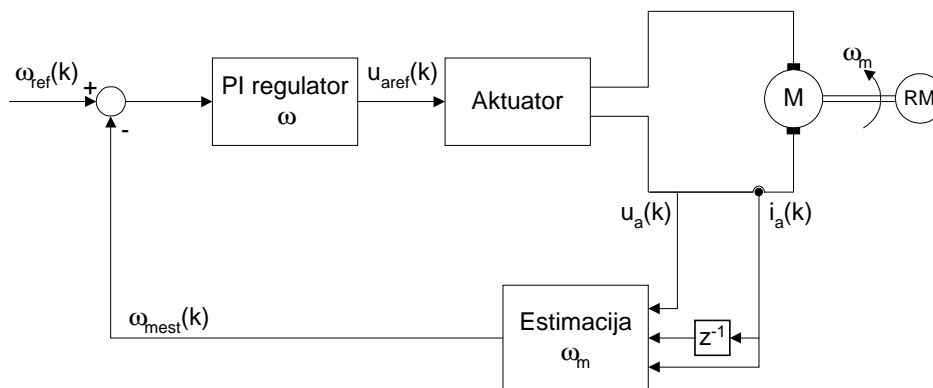 ω_ref(k)
+
-
PI regulator
ω
u_aref(k)
Aktuator
M
ω_m
RM
u_a(k)
i_a(k)
ω_mest(k)
Estimacija
ω_m
z⁻¹